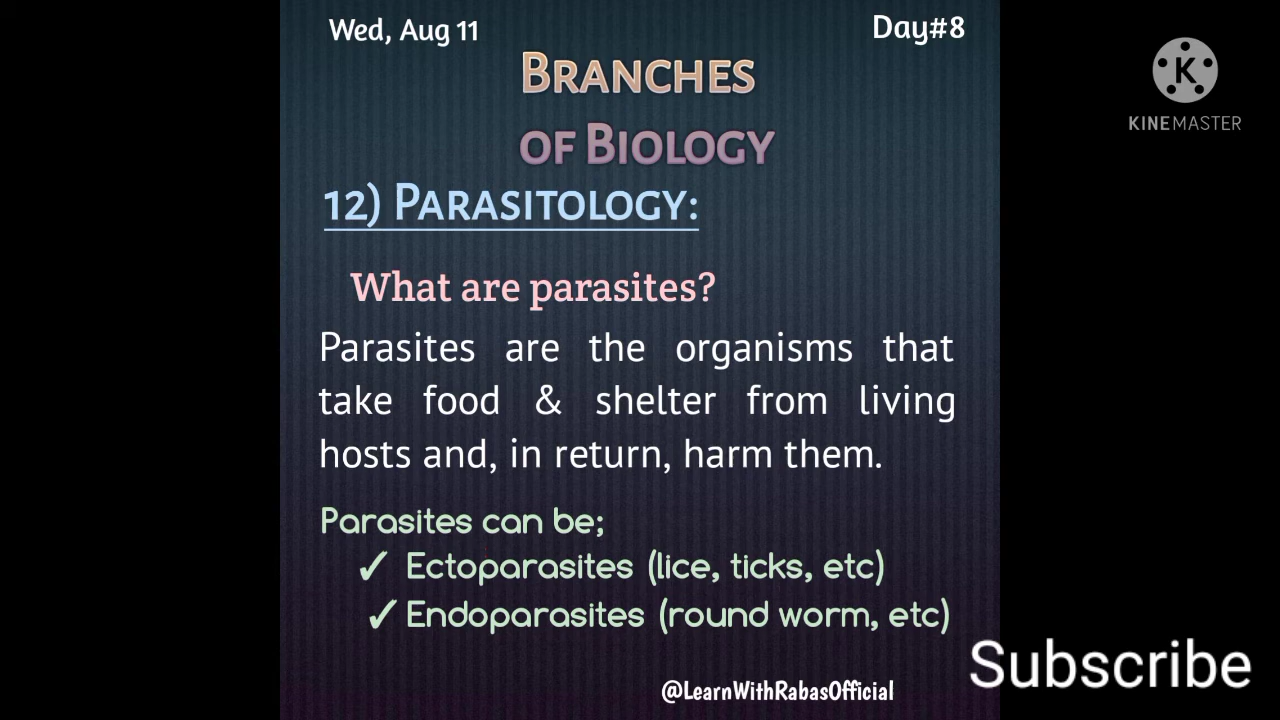 Wed, Aug 11
Day#8
BRANCHES
OF BIOLOGY
12) PARASITOLOGY:
What are parasites?
Parasites are the organisms that
take food & shelter from living
hosts and, in return, harm them.
Parasites can be;
✓ Ectoparasites (lice, ticks, etc)
✓ Endoparasites (round worm, etc)
@LearnWithRabasOfficial
K
KINEMASTER
Subscribe